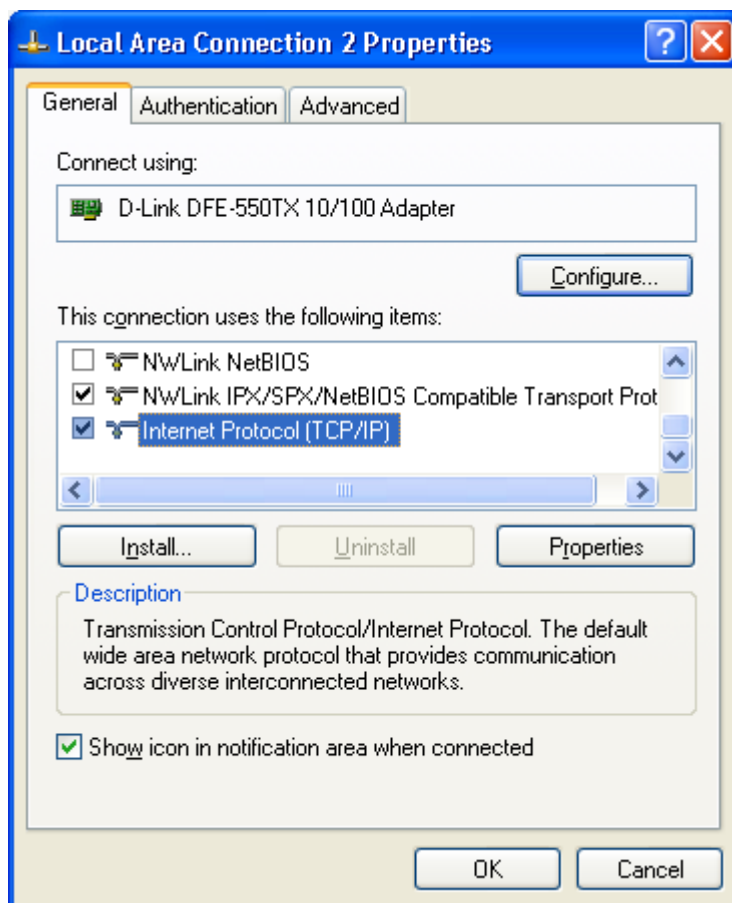 Local Area Connection 2 Properties
General Authentication Advanced
Connect using:
D-Link DFE-550TX 10/100 Adapter
Configure...
This connection uses the following items:
NWLink NetBIOS
NWLink IPX/SPX/NetBIOS Compatible Transport Prot
Internet Protocol (TCP/IP)
Install... Uninstall Properties
Description
Transmission Control Protocol/Internet Protocol. The default
wide area network protocol that provides communication
across diverse interconnected networks.
Show icon in notification area when connected
OK Cancel